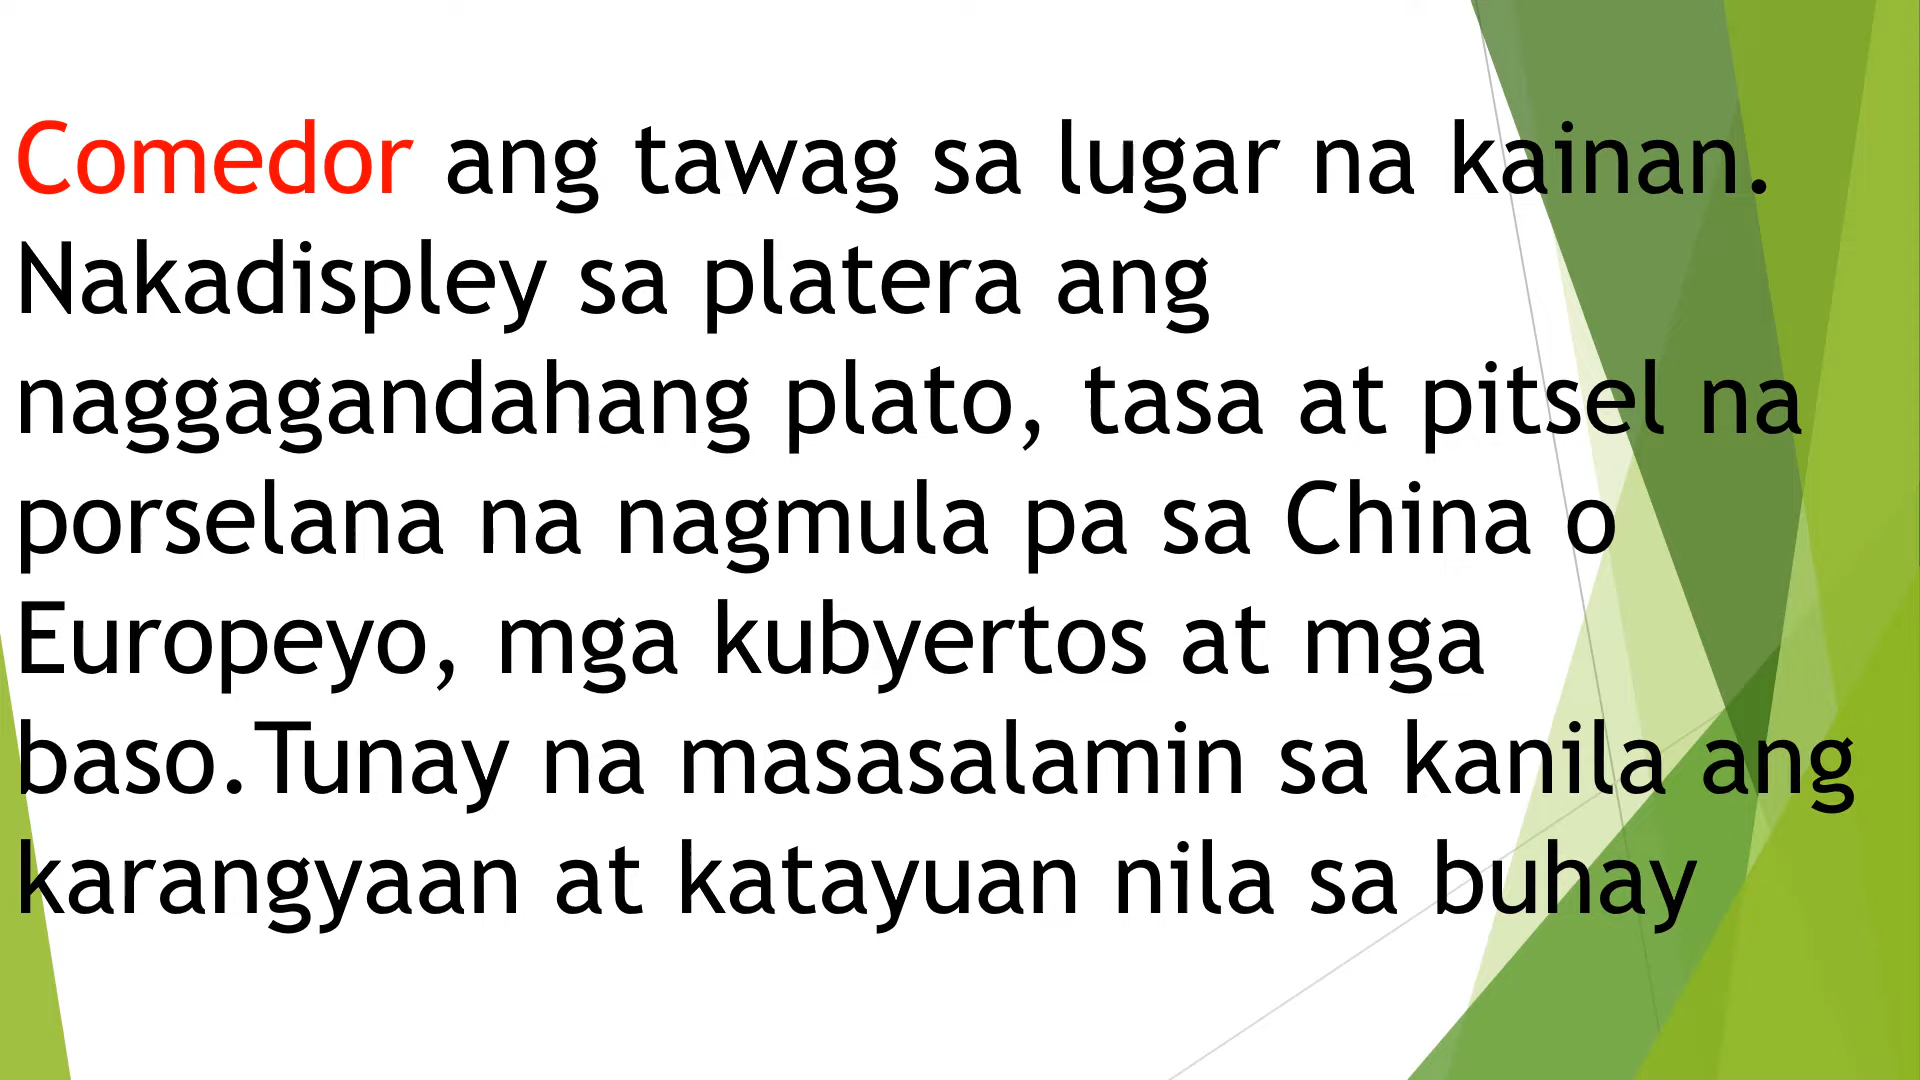 Comedor ang tawag sa lugar na kainan.
Nakadispley sa platera ang
naggagandahang plato, tasa at pitsel na
porselana na nagmula pa sa China o
Europeyo, mga kubyertos at mga
baso.Tunay na masasalamin sa kanila ang
karangyaan at katayuan nila sa buhay